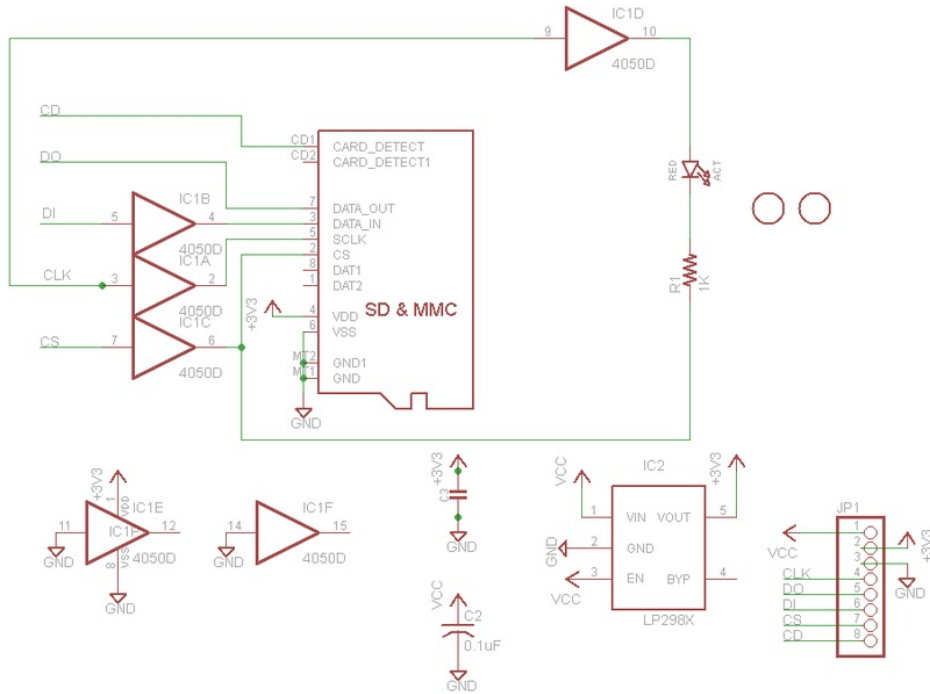 IC1D
9
10
4050D
CD
CD1
CARD_DETECT
CD2
CARD_DETECT1
DO
RED
ACT
7
DATA_OUT
IC1B
DI
5
4
3
DATA_IN
4050D
5
SCLK
IC1A
2
CS
CLK
3
2
8
DAT1
4050D
1
DAT2
R1
1K
IC1C
+3V3
SD & MMC
4
VDD
CS
7
6
6
VSS
4050D
MT2
GND1
MT1
GND
GND
+3V3
1
VDD
IC1E
11
12
IC1P
4050D
GND
8
VSS
GND
IC1F
14
15
4050D
GND
+3V3
C3
GND
VCC
C2
0.1uF
GND
IC2
VCC
+3V3
1
VIN
VOUT
5
GND
2
GND
3
EN
BYP
4
VCC
LP298X
JP1
1
VCC
2
+3V3
3
GND
CLK
4
DO
5
DI
6
CS
7
CD
8